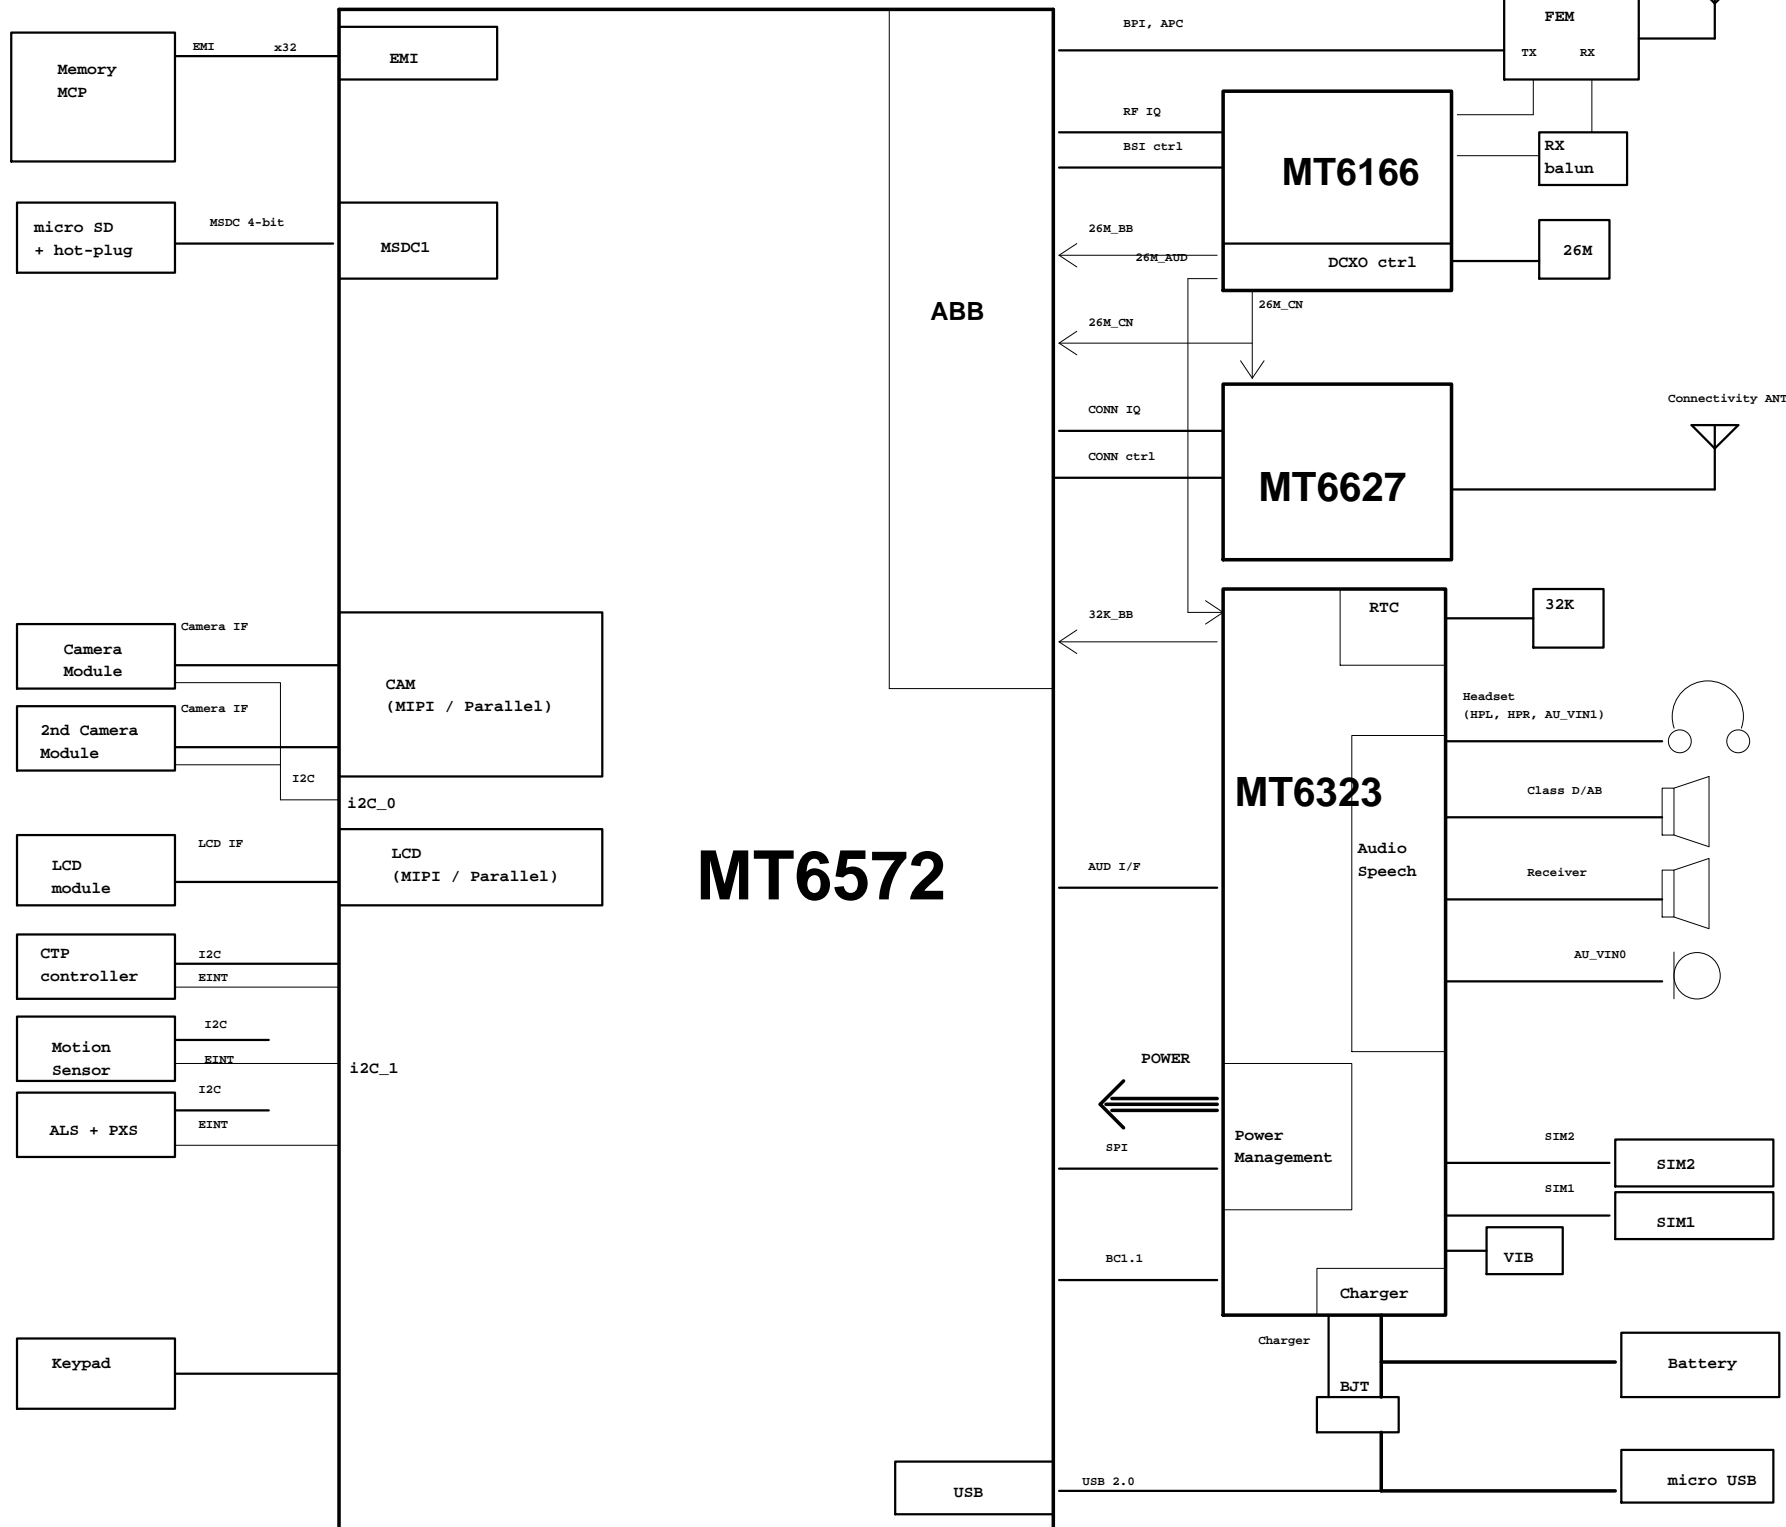 BPI, APC
FEM
TX RX
EMI x32
EMI
Memory
MCP
RF IQ
BSI ctrl
MT6166
RX
balun
micro SD
+ hot-plug
MSDC 4-bit
MSDC1
26M_BB
26M_AUD
DCXO ctrl
26M
26M_CN
ABB
26M_CN
Connectivity ANT
CONN IQ
CONN ctrl
MT6627
32K_BB
RTC
32K
Camera
Module
Camera IF
CAM
(MIPI / Parallel)
2nd Camera
Module
Camera IF
I2C
i2C_0
Headset
(HPL, HPR, AU_VIN1)
MT6323
Class D/AB
LCD
module
LCD IF
LCD
(MIPI / Parallel)
MT6572
AUD I/F
Audio
Speech
Receiver
CTP
controller
I2C
EINT
AU_VIN0
Motion
Sensor
I2C
EINT
i2C_1
POWER
ALS + PXS
I2C
EINT
Power
Management
SPI
SIM2
SIM2
SIM1
SIM1
VIB
BC1.1
Charger
Charger
Keypad
Battery
BJT
USB
USB 2.0
micro USB